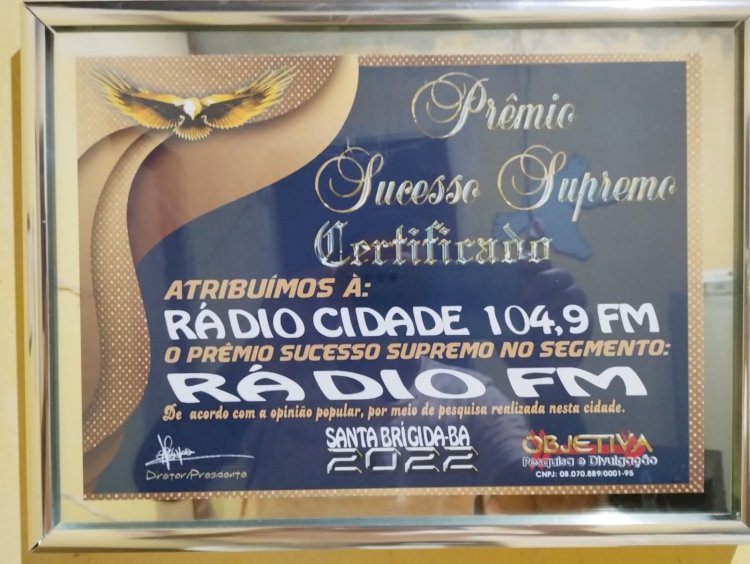 Prêmio
Sucesso Supremo
Certificado
ATRIBUÍMOS À:
RÁDIO CIDADE 104,9 FM
O PRÊMIO SUCESSO SUPREMO NO SEGMENTO:
RÁDIO FM
De acordo com a opinião popular, por meio de pesquisa realizada nesta cidade.
SANTA BRÍGIDA-BA
2022
Diretor/Presidente
OBJETIVA
Pesquisa e Divulgação
CNPJ: 08.070.889/0001-95